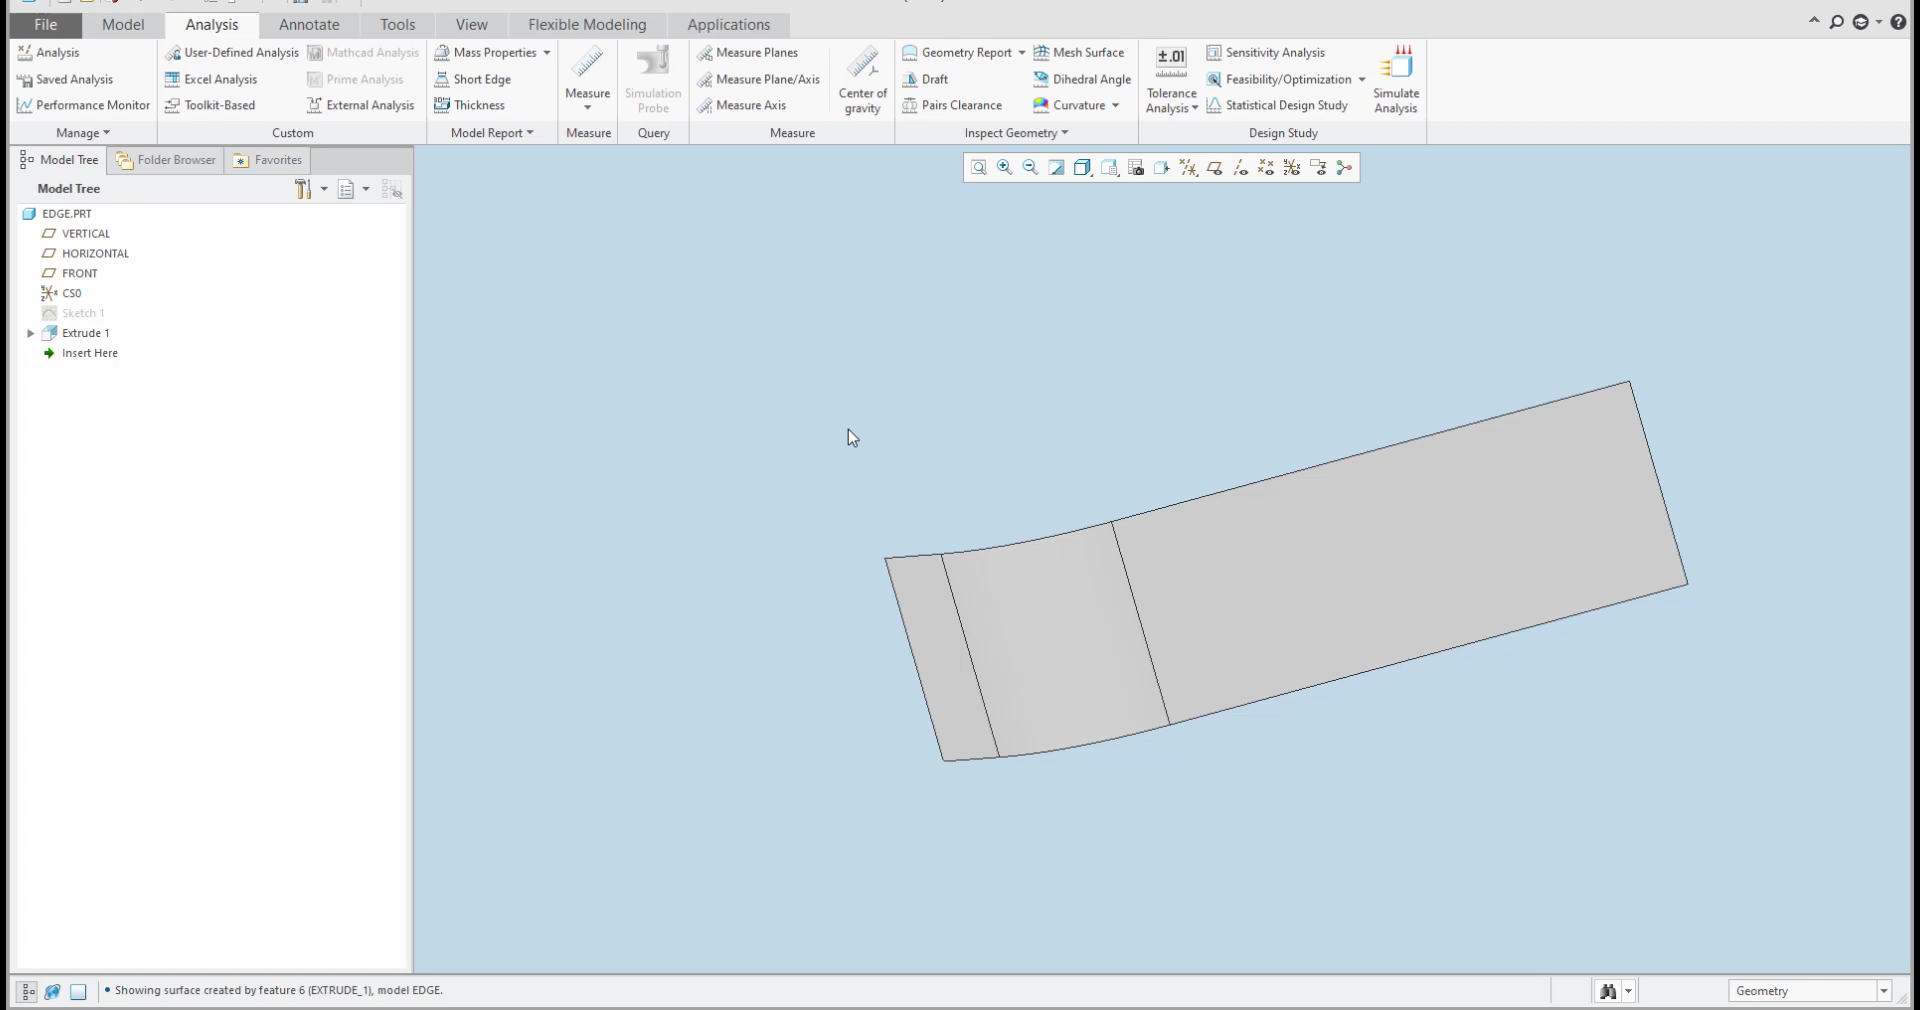 File Model Analysis Annotate Tools View Flexible Modeling Applications
Analysis User-Defined Analysis Mathcad Analysis Mass Properties Measure Planes Geometry Report Mesh Surface ±.01 Sensitivity Analysis
Saved Analysis Excel Analysis Prime Analysis Short Edge Measure Plane/Axis Draft Dihedral Angle Feasibility/Optimization
Measure Simulation Probe Center of gravity Tolerance Analysis Simulate Analysis
Performance Monitor Toolkit-Based External Analysis Thickness Measure Axis Pairs Clearance Curvature Statistical Design Study
Manage Custom Model Report Measure Query Measure Inspect Geometry Design Study
Model Tree Folder Browser Favorites
Model Tree
EDGE.PRT
VERTICAL
HORIZONTAL
FRONT
CS0
Sketch 1
Extrude 1
Insert Here
• Showing surface created by feature 6 (EXTRUDE_1), model EDGE.
Geometry